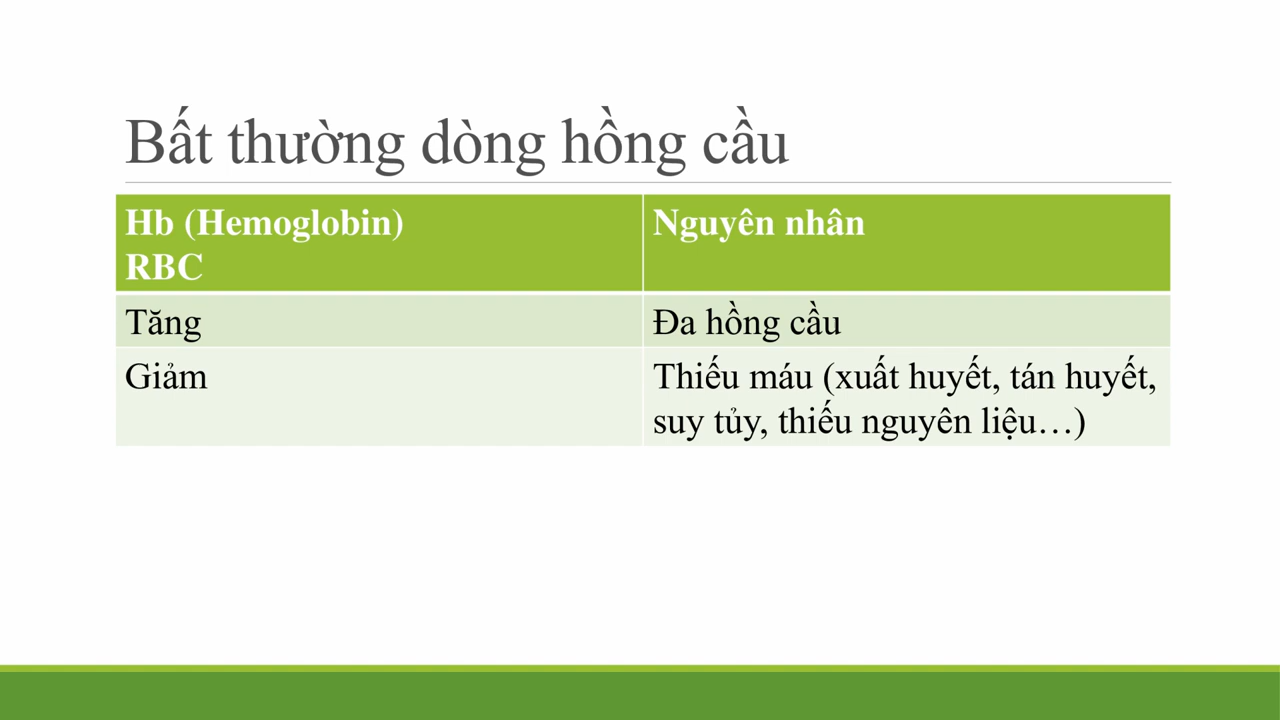 Bất thường dòng hồng cầu
Hb (Hemoglobin)
RBC
Nguyên nhân
Tăng
Đa hồng cầu
Giảm
Thiếu máu (xuất huyết, tán huyết,
suy tủy, thiếu nguyên liệu…)